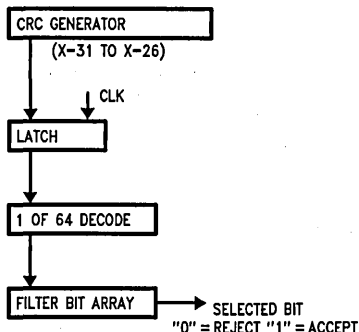 CRC GENERATOR
(X-31 TO X-26)
CLK
LATCH
1 OF 64 DECODE
FILTER BIT ARRAY
SELECTED BIT
"0" = REJECT "1" = ACCEPT